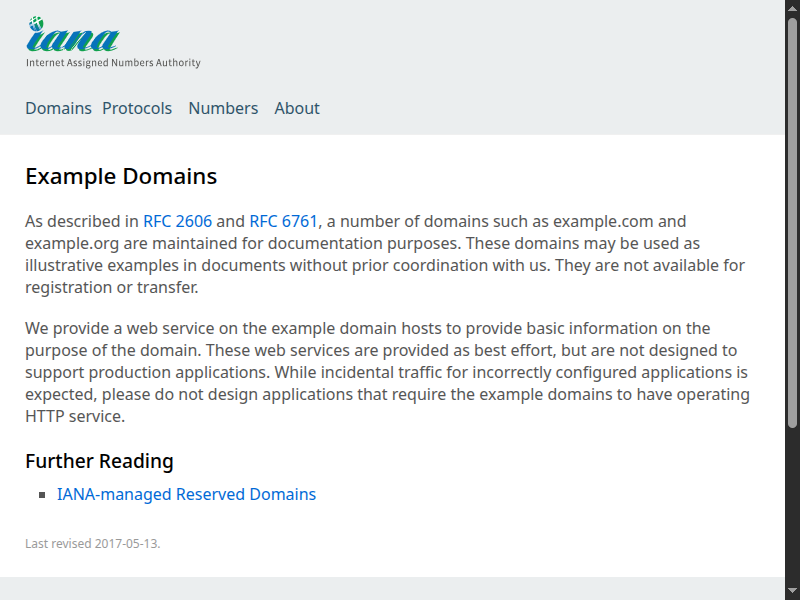 iana
Internet Assigned Numbers Authority
Domains Protocols Numbers About
Example Domains
As described in RFC 2606 and RFC 6761, a number of domains such as example.com and
example.org are maintained for documentation purposes. These domains may be used as
illustrative examples in documents without prior coordination with us. They are not available for
registration or transfer.
We provide a web service on the example domain hosts to provide basic information on the
purpose of the domain. These web services are provided as best effort, but are not designed to
support production applications. While incidental traffic for incorrectly configured applications is
expected, please do not design applications that require the example domains to have operating
HTTP service.
Further Reading
IANA-managed Reserved Domains
Last revised 2017-05-13.